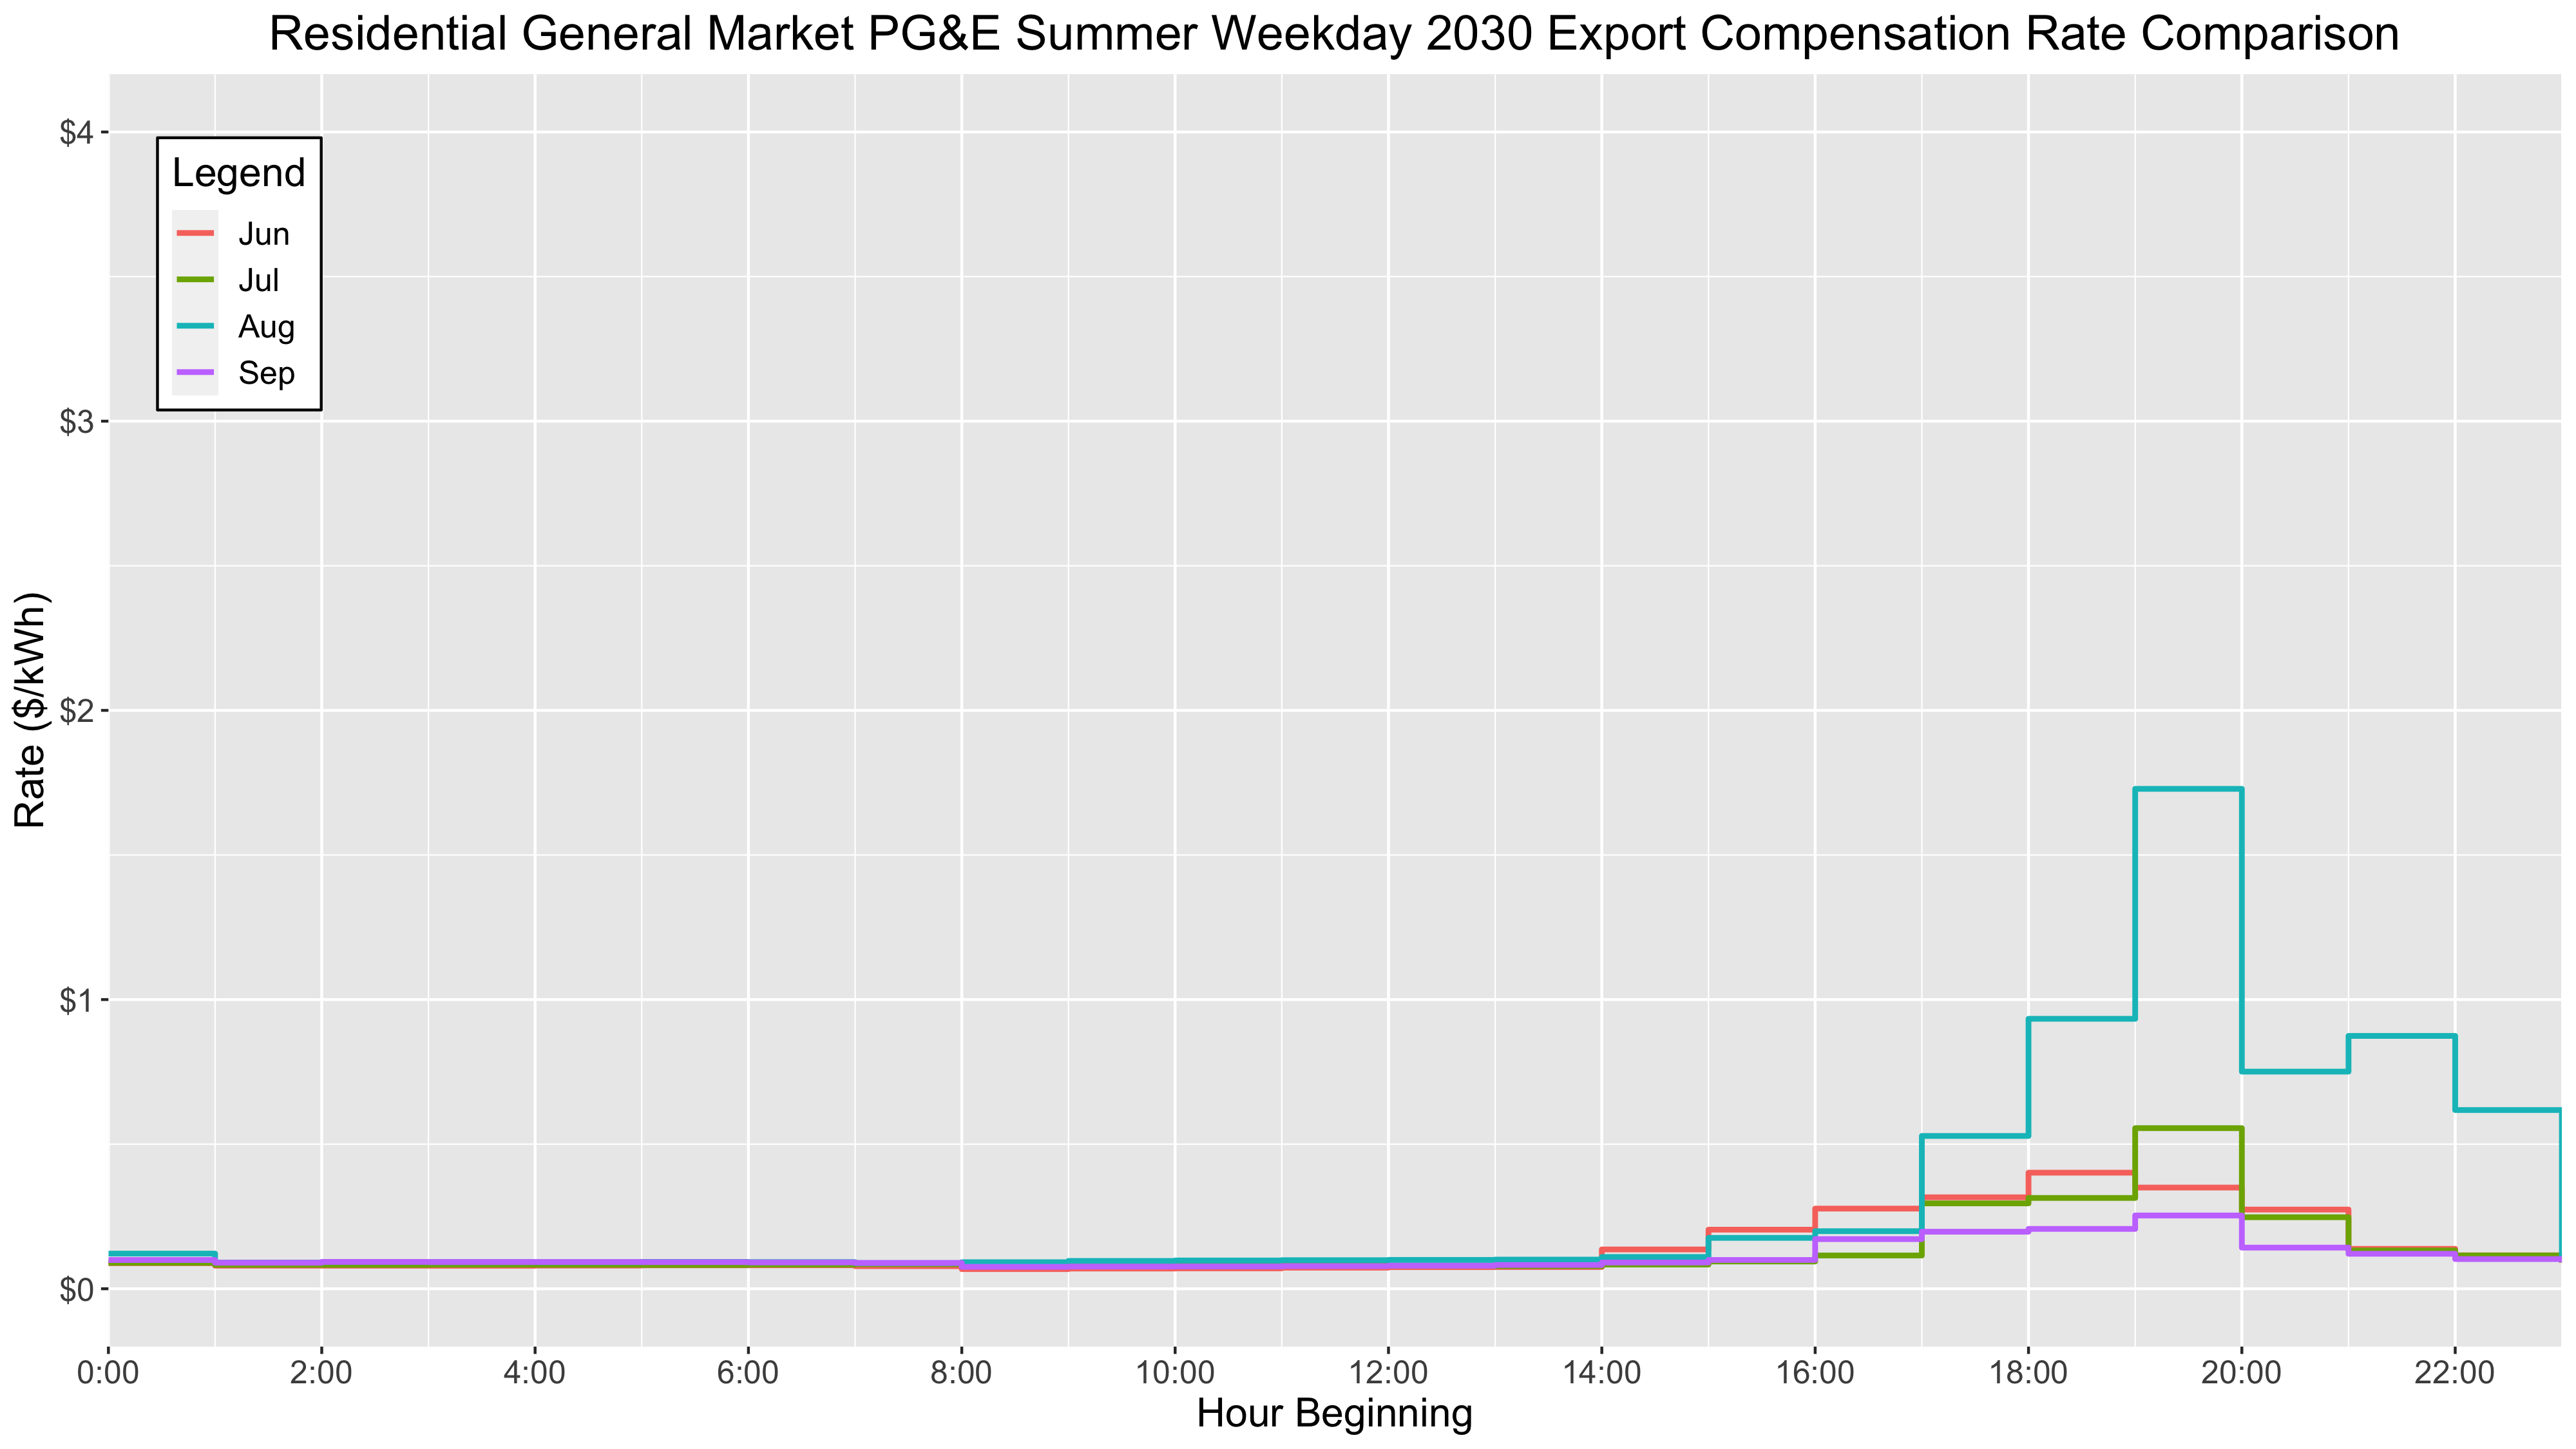 Residential General Market PG&E Summer Weekday 2030 Export Compensation Rate Comparison
$4
Legend
Jun
Jul
Aug
Sep
$3
Rate ($/kWh)
$2
$1
$0
0:00 2:00 4:00 6:00 8:00 10:00 12:00 14:00 16:00 18:00 20:00 22:00
Hour Beginning